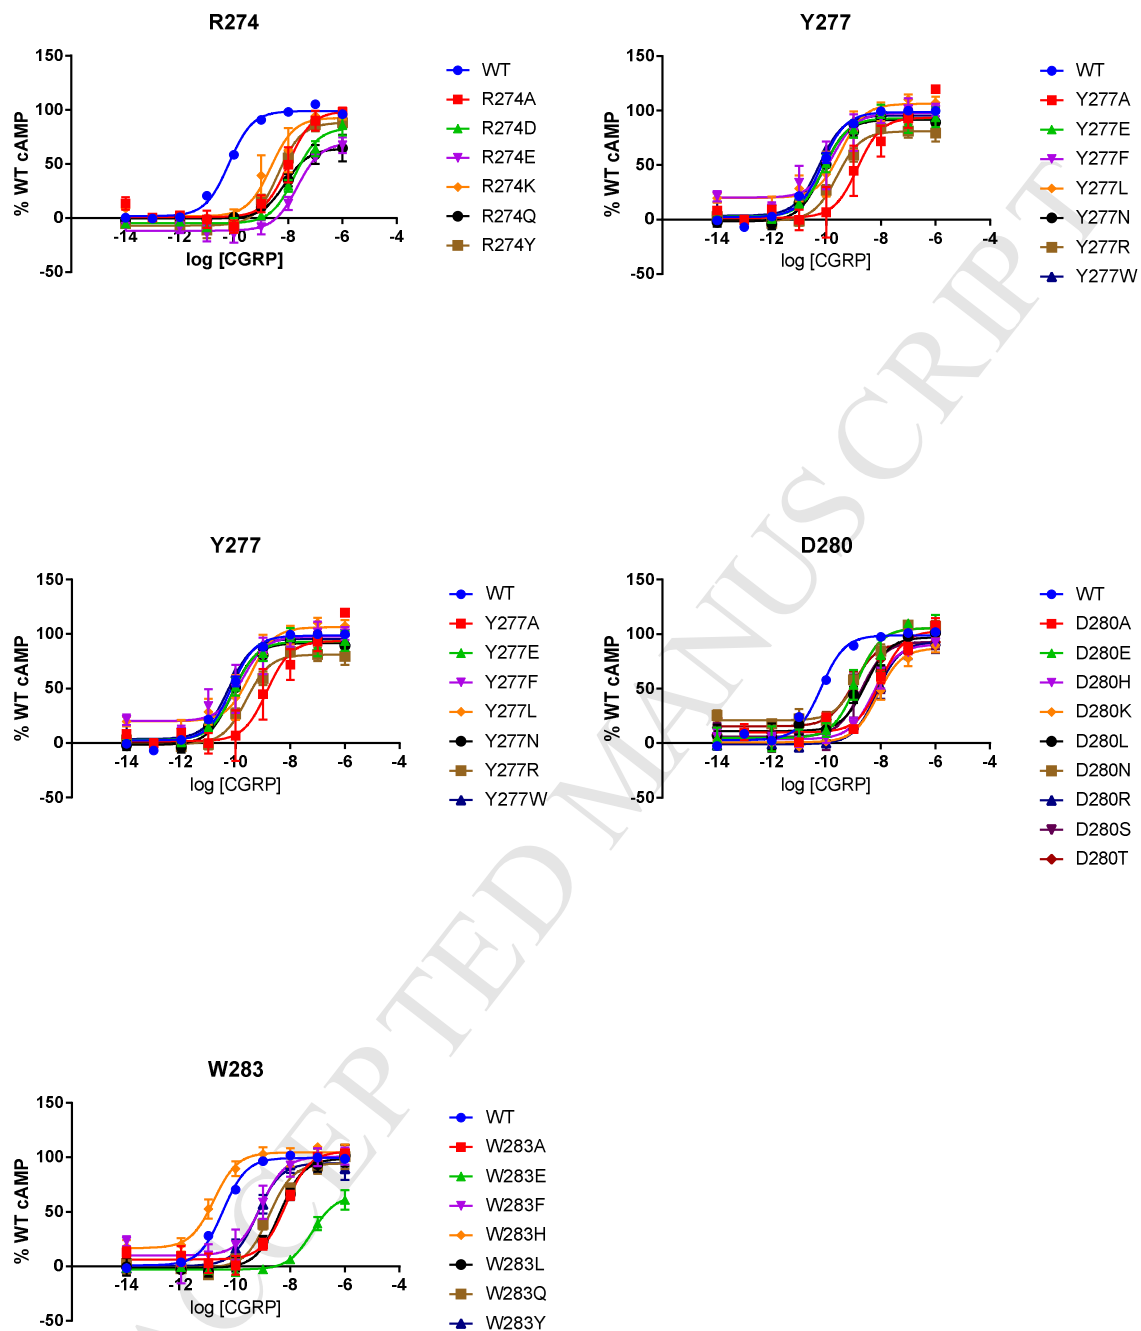 R274
150
100
50
0
-50
% WT cAMP
-14 -12 -10 -8 -6 -4
log [CGRP]
WT
R274A
R274D
R274E
R274K
R274Q
R274Y
Y277
150
100
50
0
-50
% WT cAMP
-14 -12 -10 -8 -6 -4
log [CGRP]
WT
Y277A
Y277E
Y277F
Y277L
Y277N
Y277R
Y277W
Y277
150
100
50
0
-50
% WT cAMP
-14 -12 -10 -8 -6 -4
log [CGRP]
WT
Y277A
Y277E
Y277F
Y277L
Y277N
Y277R
Y277W
D280
150
100
50
0
-50
% WT cAMP
-14 -12 -10 -8 -6 -4
log [CGRP]
WT
D280A
D280E
D280H
D280K
D280L
D280N
D280R
D280S
D280T
W283
150
100
50
0
-50
% WT cAMP
-14 -12 -10 -8 -6 -4
log [CGRP]
WT
W283A
W283E
W283F
W283H
W283L
W283Q
W283Y
ACCEPTED MANUSCRIPT